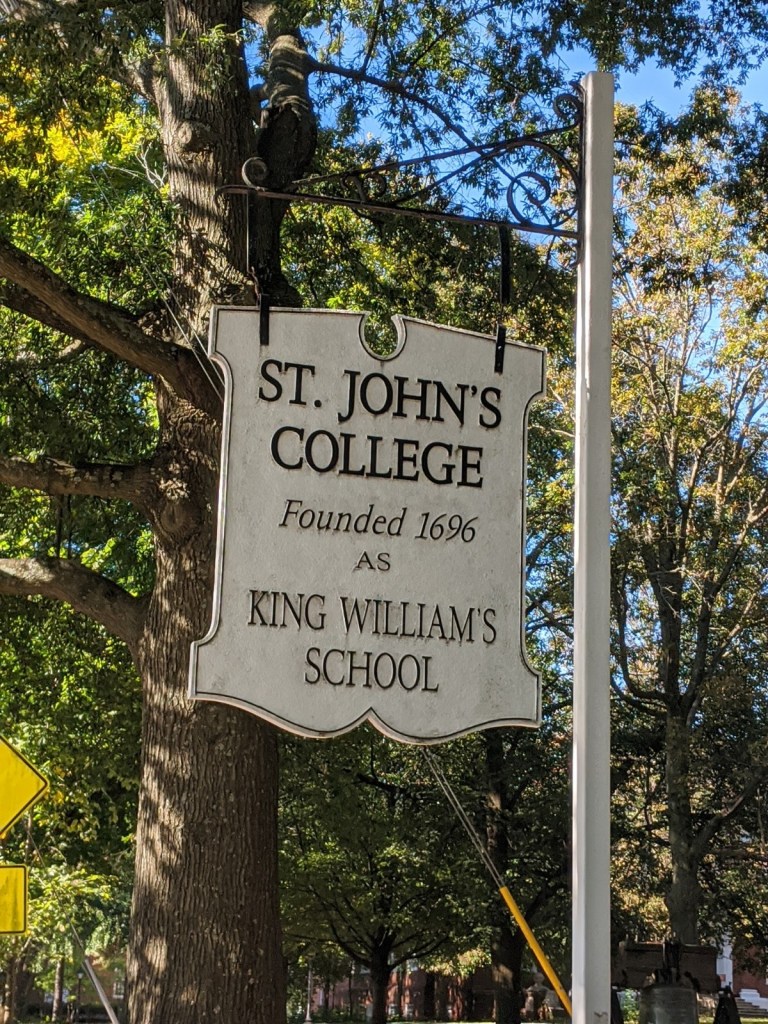 ST. JOHN'S
COLLEGE
Founded 1696
AS
KING WILLIAM'S
SCHOOL